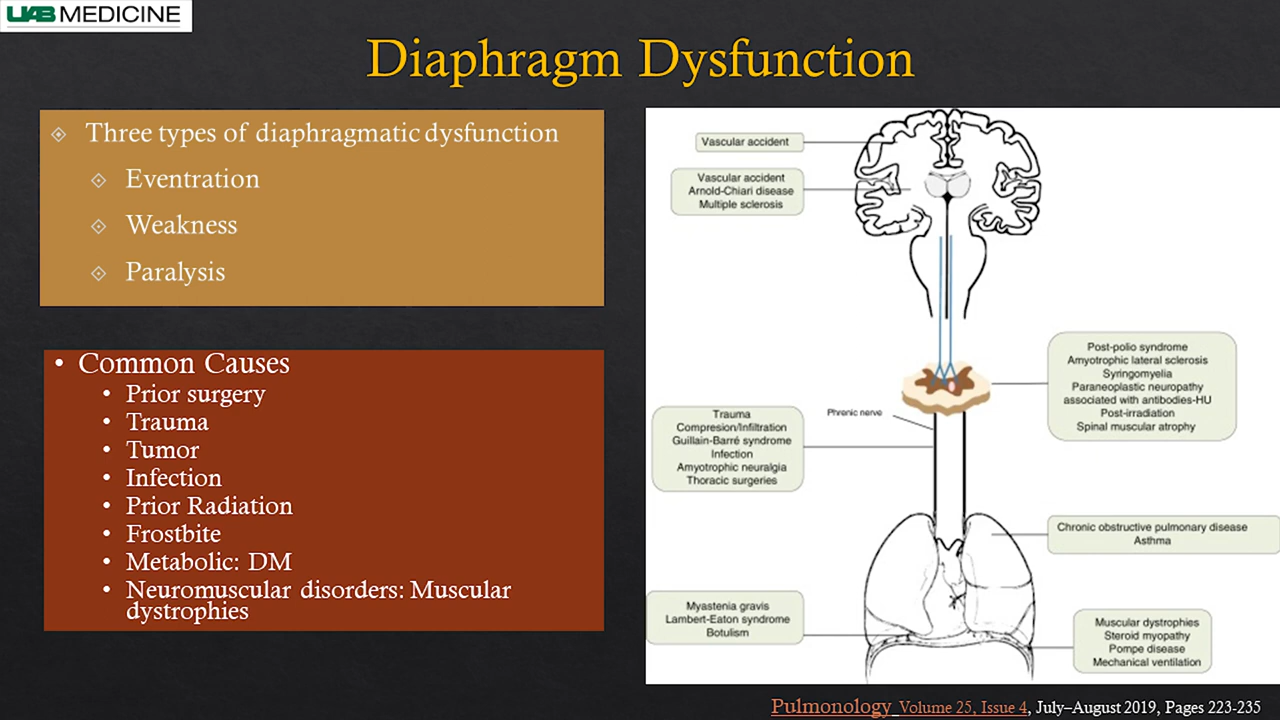 UAB MEDICINE
Diaphragm Dysfunction
Three types of diaphragmatic dysfunction
Eventration
Weakness
Paralysis
• Common Causes
• Prior surgery
• Trauma
• Tumor
• Infection
• Prior Radiation
• Frostbite
• Metabolic: DM
• Neuromuscular disorders: Muscular
dystrophies
Vascular accident
Vascular accident
Arnold-Chiari disease
Multiple sclerosis
Post-polio syndrome
Amyotrophic lateral sclerosis
Syringomyelia
Paraneoplastic neuropathy
associated with antibodies-HU
Post-irradiation
Spinal muscular atrophy
Phrenic nerve
Trauma
Compresion/Infiltration
Guillain-Barré syndrome
Infection
Amyotrophic neuralgia
Thoracic surgeries
Chronic obstructive pulmonary disease
Asthma
Myastenia gravis
Lambert-Eaton syndrome
Botulism
Muscular dystrophies
Steroid myopathy
Pompe disease
Mechanical ventilation
Pulmonology Volume 25, Issue 4, July–August 2019, Pages 223-235